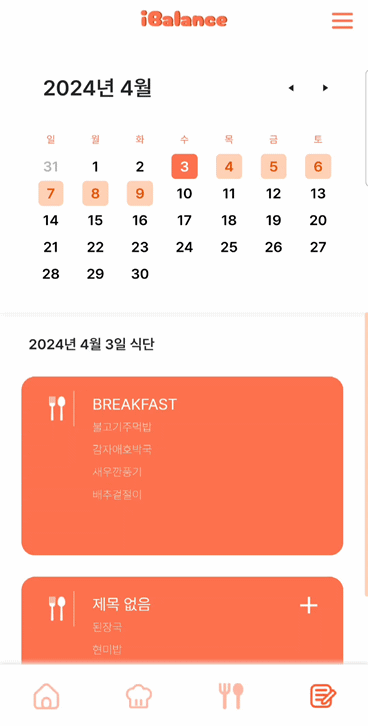 iBalance
2024년 4월
일 월 화 수 목 금 토
31 1 2 3 4 5 6
7 8 9 10 11 12 13
14 15 16 17 18 19 20
21 22 23 24 25 26 27
28 29 30
2024년 4월 3일 식단
BREAKFAST
불고기주먹밥
감자애호박국
새우깐풍기
배추겉절이
제목 없음
된장국
현미밥